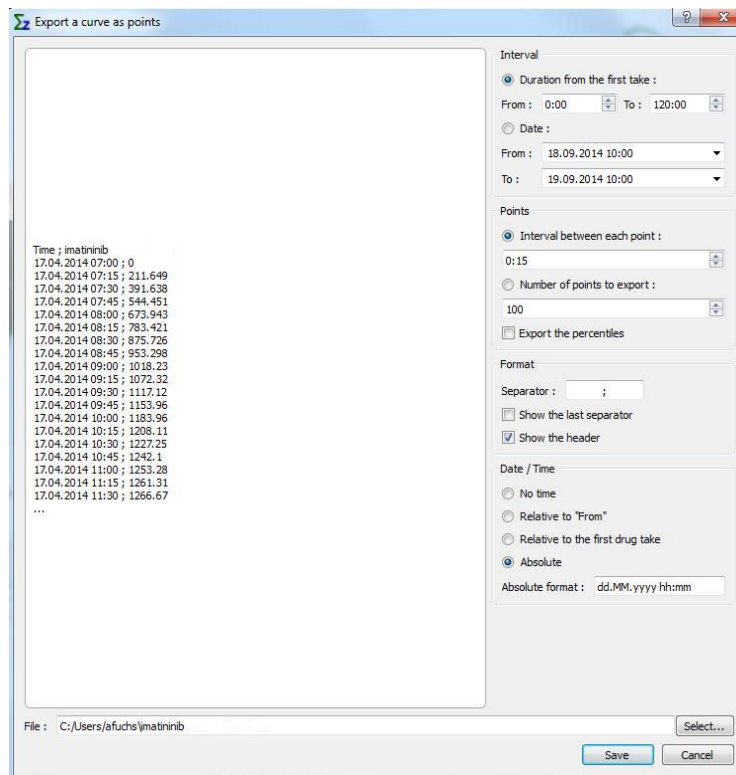 Export a curve as points
Time ; imatininib
17.04.2014 07:00 ; 0
17.04.2014 07:15 ; 211.649
17.04.2014 07:30 ; 391.638
17.04.2014 07:45 ; 544.451
17.04.2014 08:00 ; 673.943
17.04.2014 08:15 ; 783.421
17.04.2014 08:30 ; 875.726
17.04.2014 08:45 ; 953.298
17.04.2014 09:00 ; 1018.23
17.04.2014 09:15 ; 1072.32
17.04.2014 09:30 ; 1117.12
17.04.2014 09:45 ; 1153.96
17.04.2014 10:00 ; 1183.96
17.04.2014 10:15 ; 1208.11
17.04.2014 10:30 ; 1227.25
17.04.2014 10:45 ; 1242.1
17.04.2014 11:00 ; 1253.28
17.04.2014 11:15 ; 1261.31
17.04.2014 11:30 ; 1266.67
...
Interval
Duration from the first take :
From : 0:00 To : 120:00
Date :
From : 18.09.2014 10:00
To : 19.09.2014 10:00
Points
Interval between each point :
0:15
Number of points to export :
100
Export the percentiles
Format
Separator : ;
Show the last separator
Show the header
Date / Time
No time
Relative to "From"
Relative to the first drug take
Absolute
Absolute format : dd.MM.yyyy hh:mm
File : C:/Users/afuchs\imatininib Select...
Save Cancel